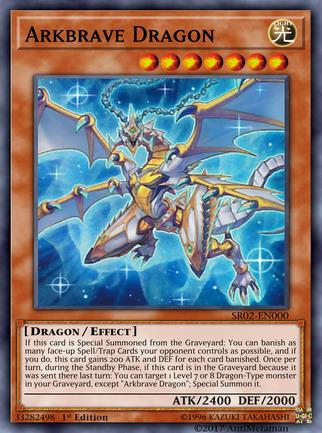 ARKBRAVE DRAGON
LIGHT
光
SR02-EN000
[DRAGON / EFFECT]
If this card is Special Summoned from the Graveyard: You can banish as
many face-up Spell/Trap Cards your opponent controls as possible, and if
you do, this card gains 200 ATK and DEF for each card banished. Once per
turn, during the Standby Phase, if this card is in the Graveyard because it
was sent there last turn: You can target 1 Level 7 or 8 Dragon-Type monster
in your Graveyard, except "Arkbrave Dragon"; Special Summon it.
ATK/2400 DEF/2000
33282498 1st Edition ©1996 KAZUKI TAKAHASHI
©2017 AntiMetaman